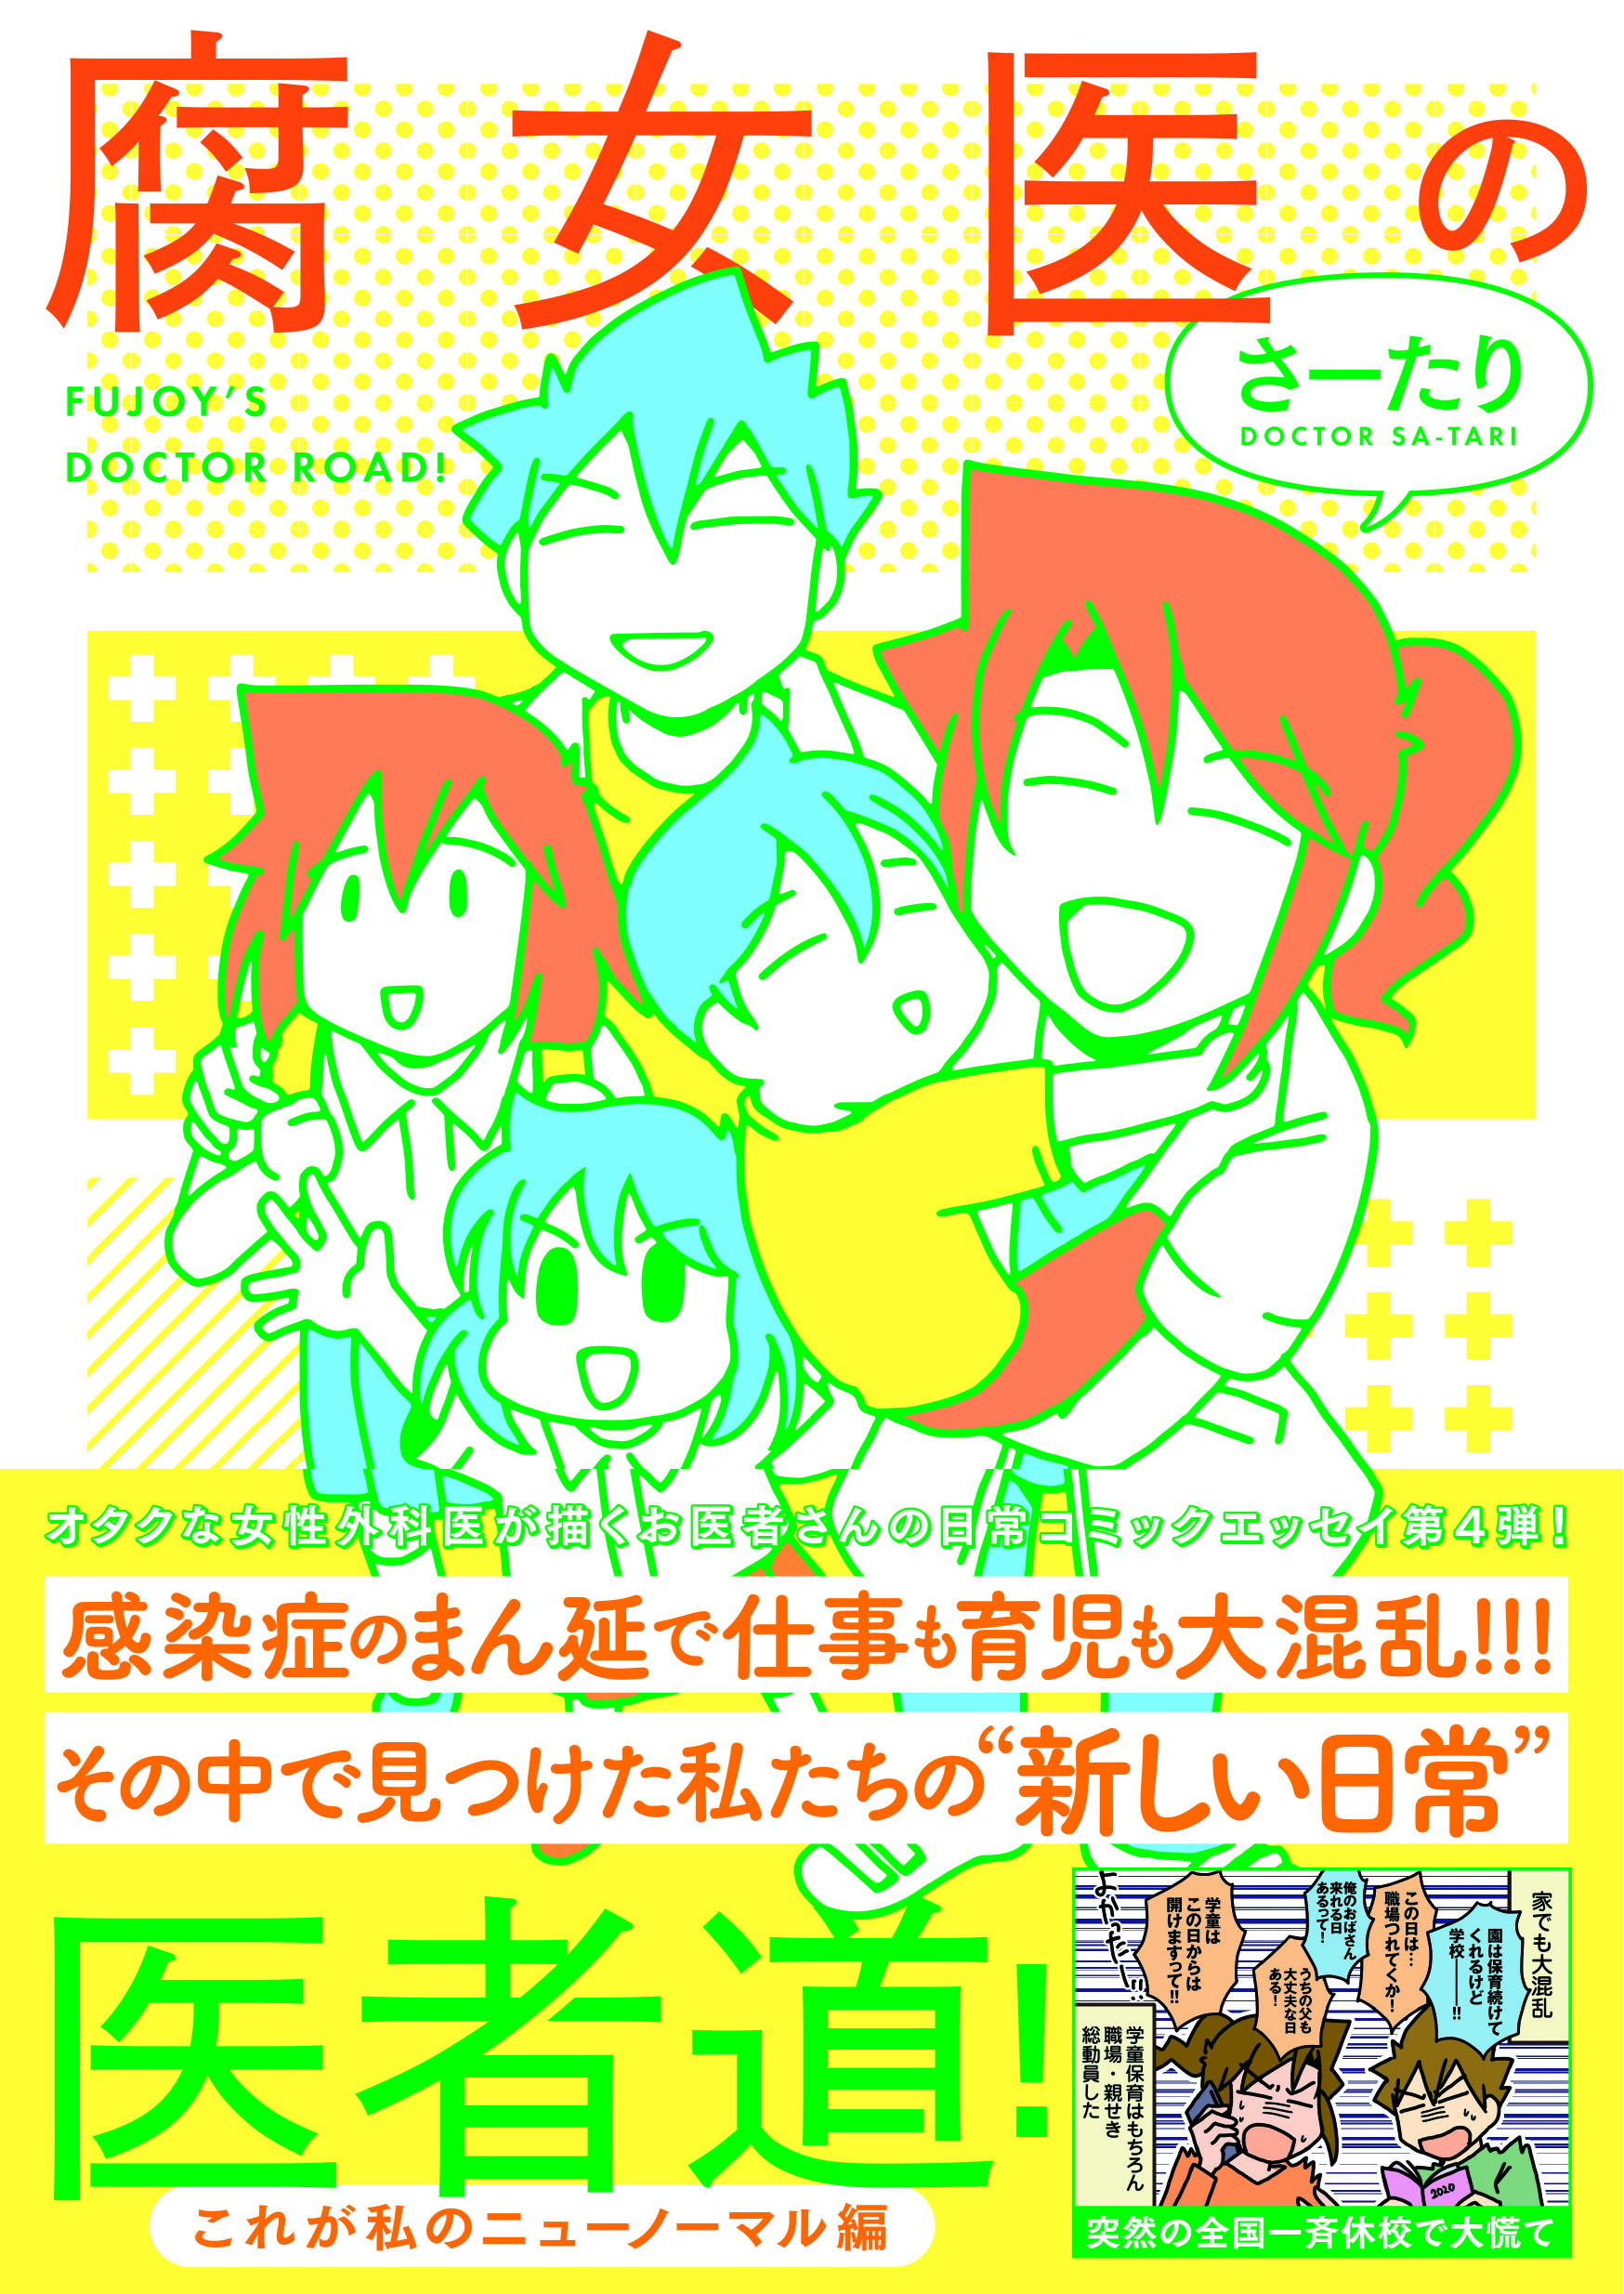 腐女医の
さーたり
DOCTOR SA-TARI
FUJOY'S
DOCTOR ROAD!
オタクな女性外科医が描くお医者さんの日常コミックエッセイ第4弾!
感染症のまん延で仕事も育児も大混乱!!!
その中で見つけた私たちの“新しい日常”
医者道!
これが私のニューノーマル編
家でも大混乱
園は保育続けて
くれるけど
学校——!!
この日は…
職場つれてくか!
俺のおばさん
来れる日
あるって!
うちの父も
大丈夫な日
ある!
学童は
この日からは
開けますって!!
よかったー!!
学童保育はもちろん
職場・親せき
総動員した
2020
突然の全国一斉休校で大慌て